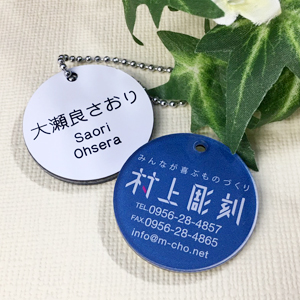 大瀬良さおり
Saori
Ohsera
みんなが喜ぶものづくり
村上彫刻
TEL.0956-28-4857
FAX.0956-28-4865
info@m-cho.net